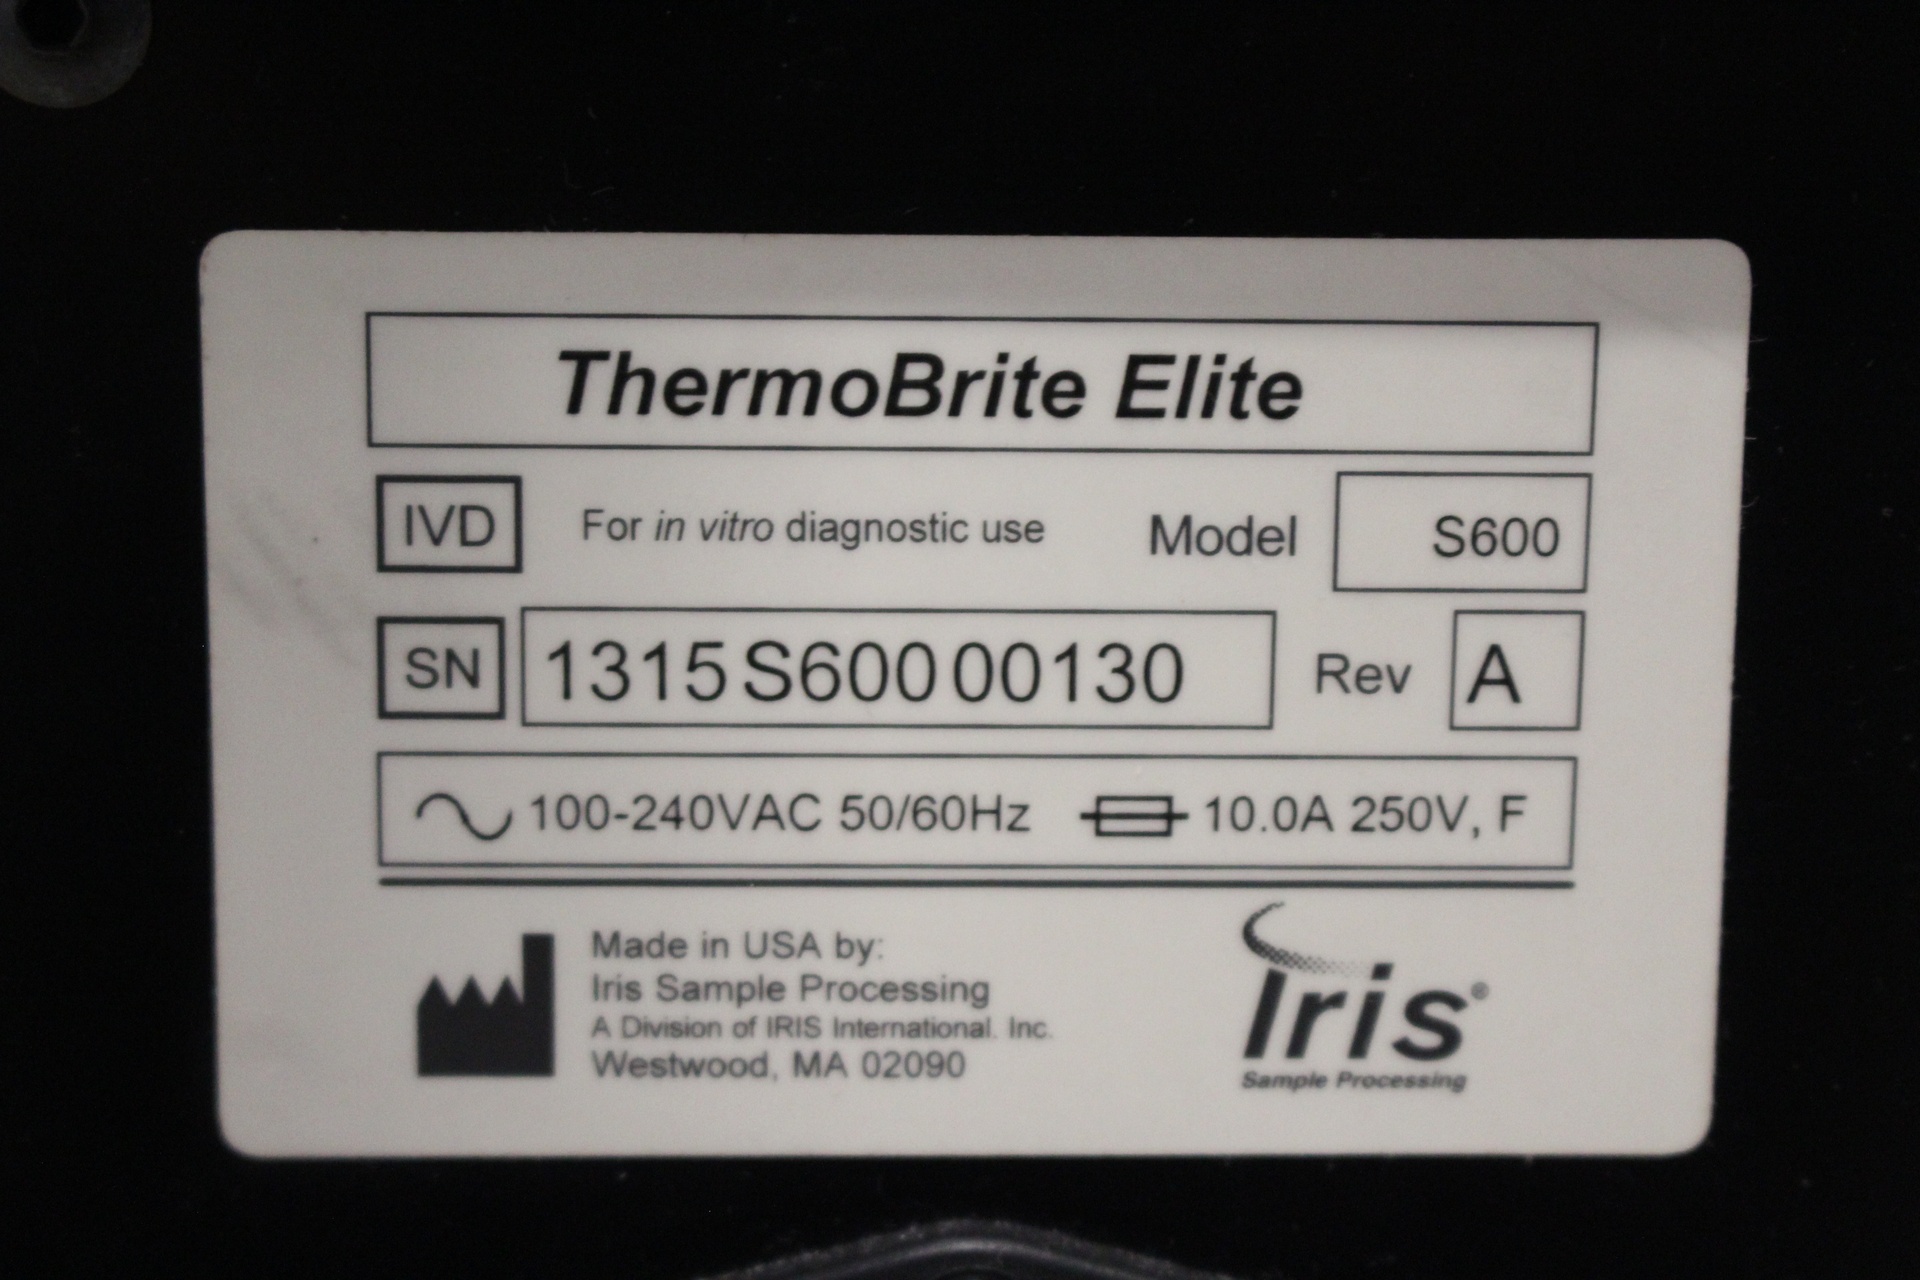 ThermoBrite Elite
IVD For in vitro diagnostic use Model S600
SN 1315 S600 00130 Rev A
100-240VAC 50/60Hz 10.0A 250V, F
Made in USA by:
Iris Sample Processing
A Division of IRIS International. Inc.
Westwood, MA 02090
Iris®
Sample Processing